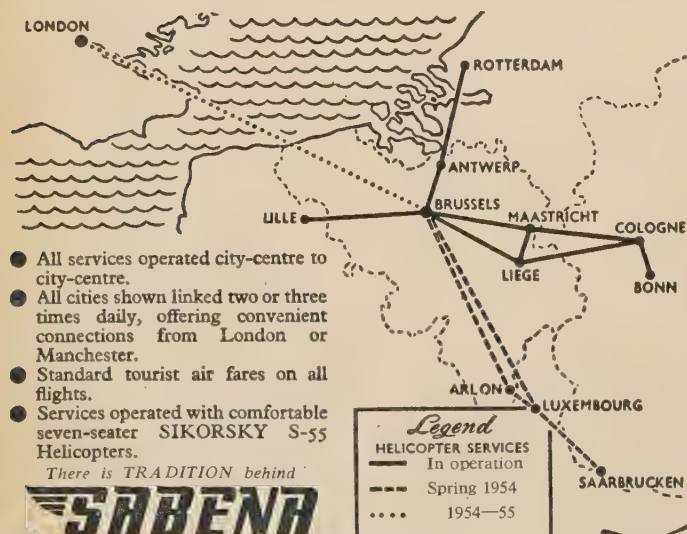 LONDON
ROTTERDAM
ANTWERP
BRUSSELS
LILLE
MAASTRICHT
COLOGNE
LIEGE
BONN
ARLON
LUXEMBOURG
SAARBRUCKEN
All services operated city-centre to
city-centre.
All cities shown linked two or three
times daily, offering convenient
connections from London or
Manchester.
Standard tourist air fares on all
flights.
Services operated with comfortable
seven-seater SIKORSKY S-55
Helicopters.
There is TRADITION behind
SABENA
Legend
HELICOPTER SERVICES
In operation
Spring 1954
1954—55